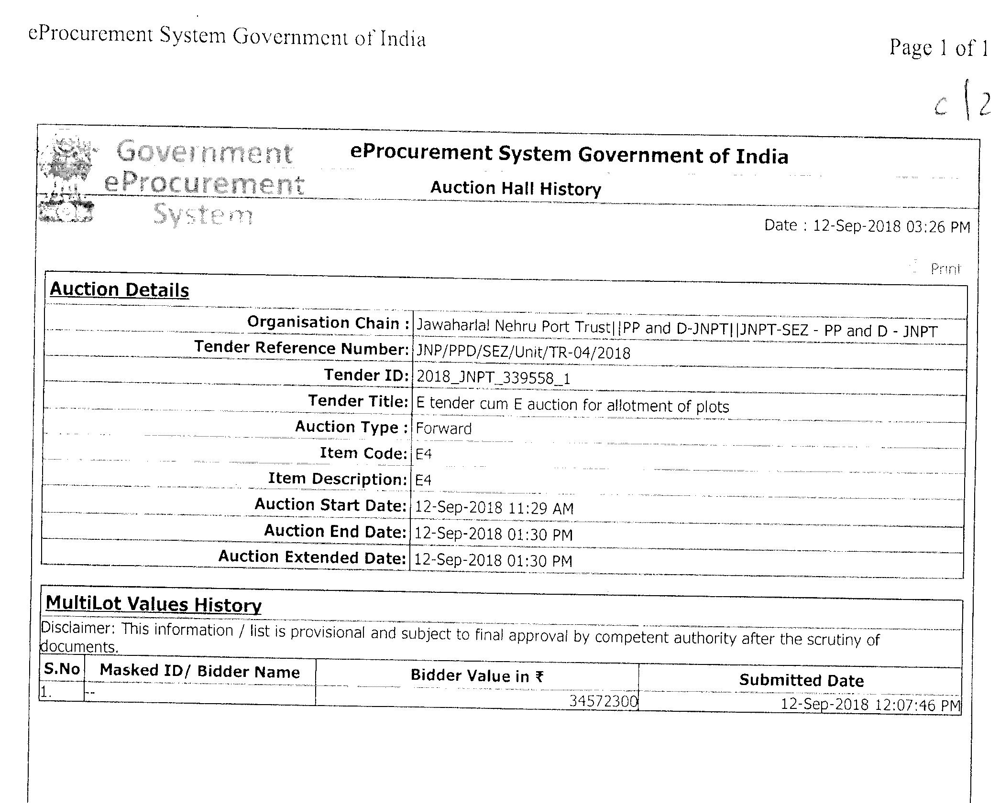 eProcurement System Government of India
Page 1 of 1
c | 2
Government
eProcurement
System
eProcurement System Government of India
Auction Hall History
Date : 12-Sep-2018 03:26 PM
Print
Auction Details
Organisation Chain : Jawaharlal Nehru Port Trust||PP and D-JNPT||JNPT-SEZ - PP and D - JNPT
Tender Reference Number: JNP/PPD/SEZ/Unit/TR-04/2018
Tender ID: 2018_JNPT_339558_1
Tender Title: E tender cum E auction for allotment of plots
Auction Type : Forward
Item Code: E4
Item Description: E4
Auction Start Date: 12-Sep-2018 11:29 AM
Auction End Date: 12-Sep-2018 01:30 PM
Auction Extended Date: 12-Sep-2018 01:30 PM
MultiLot Values History
Disclaimer: This information / list is provisional and subject to final approval by competent authority after the scrutiny of
documents.
S.No Masked ID/ Bidder Name Bidder Value in ₹ Submitted Date
1. -- 34572300 12-Sep-2018 12:07:46 PM